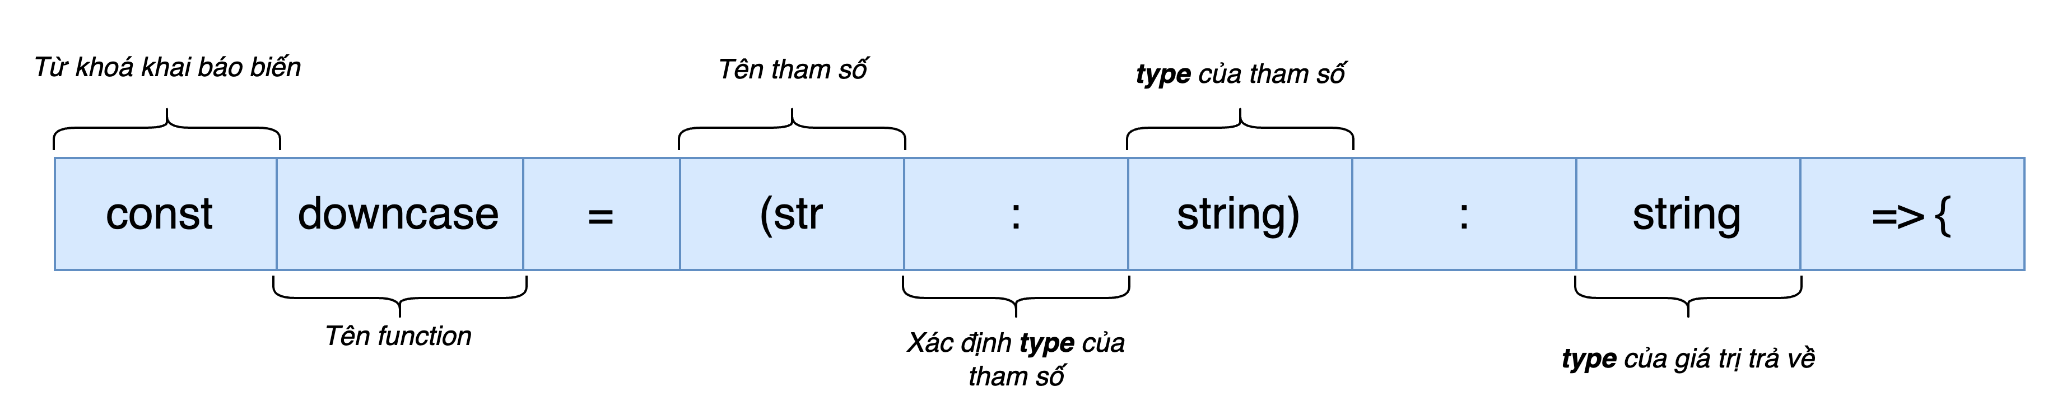 Từ khoá khai báo biến
Tên tham số
type của tham số
const downcase = (str : string) : string => {
Tên function
Xác định type của
tham số
type của giá trị trả về